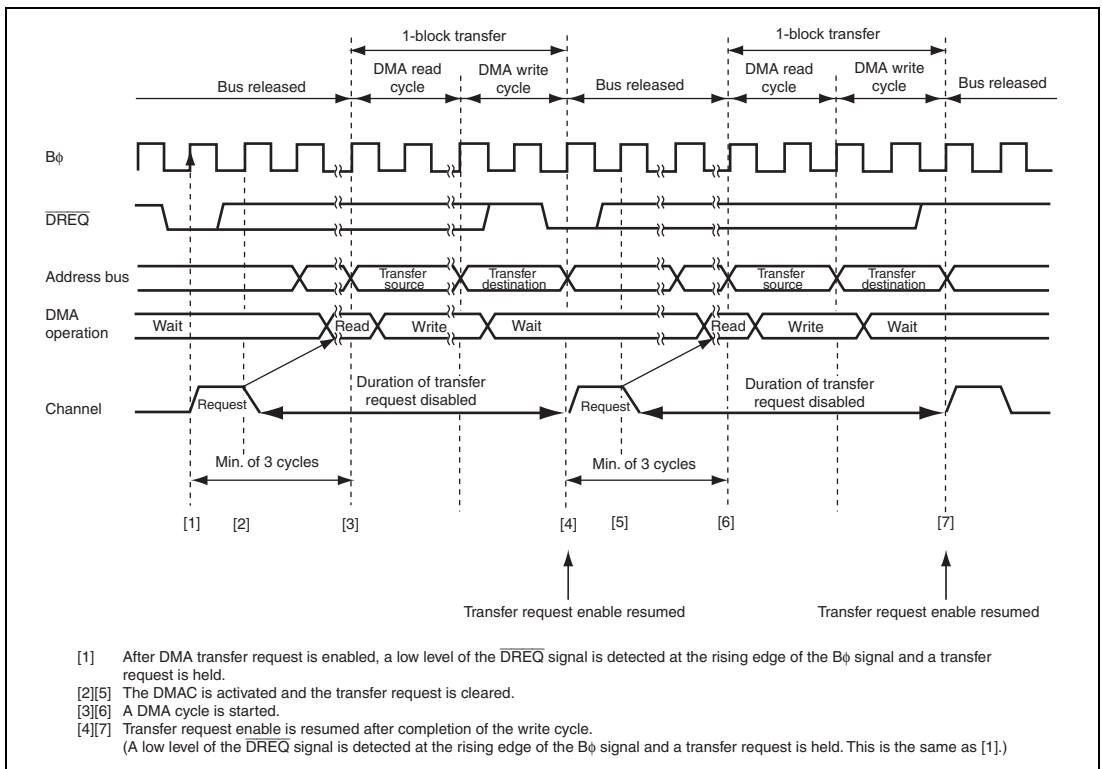 1-block transfer 1-block transfer
DMA read cycle DMA write cycle DMA read cycle DMA write cycle
Bus released Bus released Bus released
Bφ
DREQ
Address bus Transfer source Transfer destination Transfer source Transfer destination
DMA operation Wait Read Write Wait Read Write Wait
Channel Request Duration of transfer request disabled Request Duration of transfer request disabled
Min. of 3 cycles Min. of 3 cycles
[1] [2] [3] [4] [5] [6] [7]
Transfer request enable resumed Transfer request enable resumed
[1] After DMA transfer request is enabled, a low level of the DREQ signal is detected at the rising edge of the Bφ signal and a transfer
request is held.
[2][5] The DMAC is activated and the transfer request is cleared.
[3][6] A DMA cycle is started.
[4][7] Transfer request enable is resumed after completion of the write cycle.
(A low level of the DREQ signal is detected at the rising edge of the Bφ signal and a transfer request is held. This is the same as [1].)